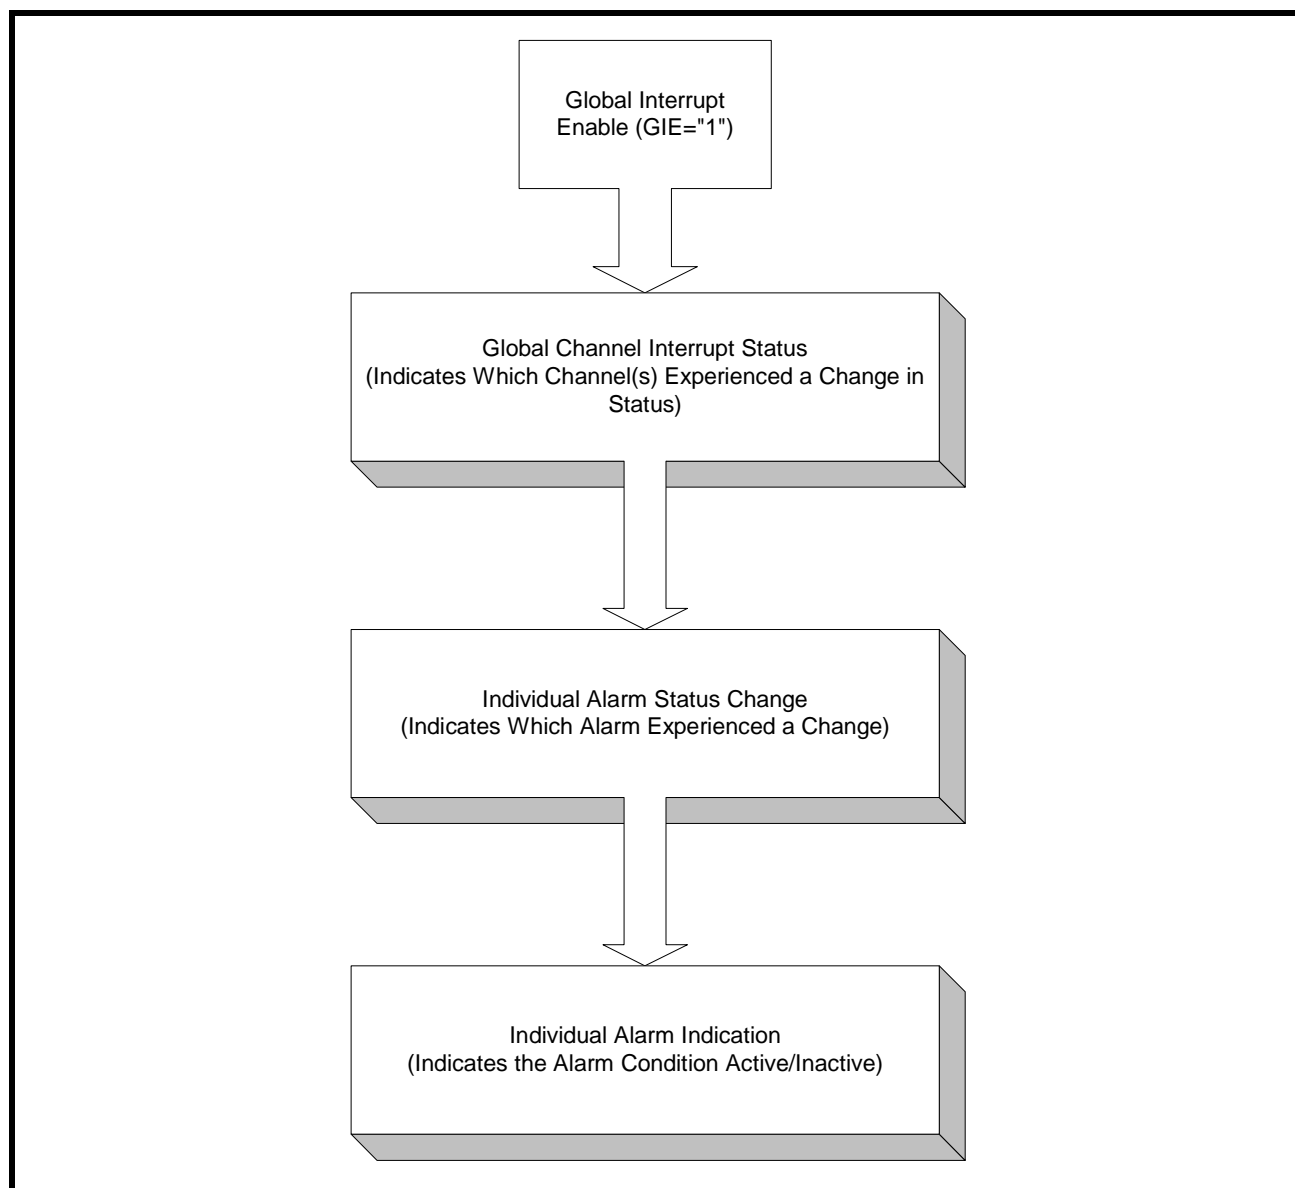 Global Interrupt
Enable (GIE="1")
Global Channel Interrupt Status
(Indicates Which Channel(s) Experienced a Change in
Status)
Individual Alarm Status Change
(Indicates Which Alarm Experienced a Change)
Individual Alarm Indication
(Indicates the Alarm Condition Active/Inactive)